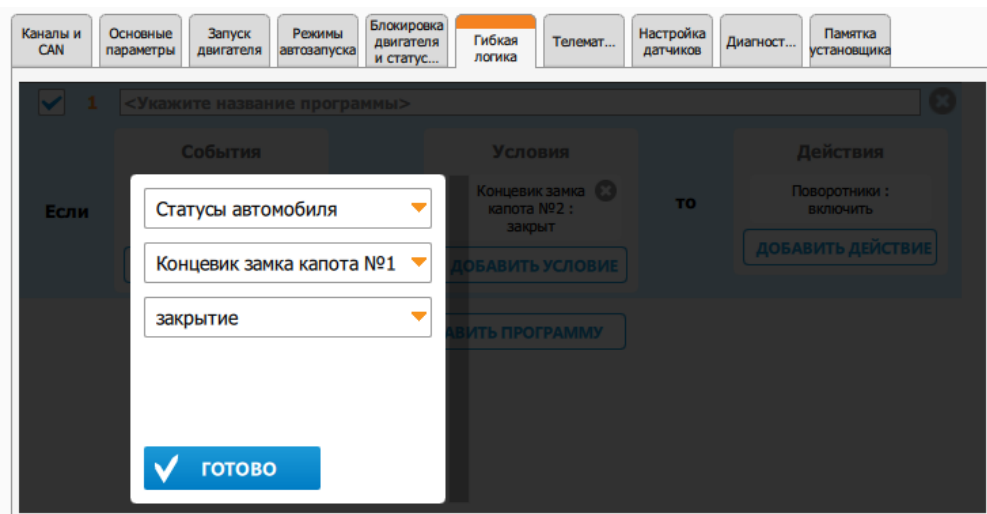 Каналы и
CAN
Основные
параметры
Запуск
двигателя
Режимы
автозапуска
Блокировка
двигателя
и статус...
Гибкая
логика
Телемат...
Настройка
датчиков
Диагност...
Памятка
установщика
1 <Укажите название программы>
События
Условия
Действия
Если
Концевик замка
капота №2 :
закрыт
то
Поворотники :
включить
ДОБАВИТЬ УСЛОВИЕ
ДОБАВИТЬ ДЕЙСТВИЕ
АВИТЬ ПРОГРАММУ
Статусы автомобиля
Концевик замка капота №1
закрытие
ГОТОВО